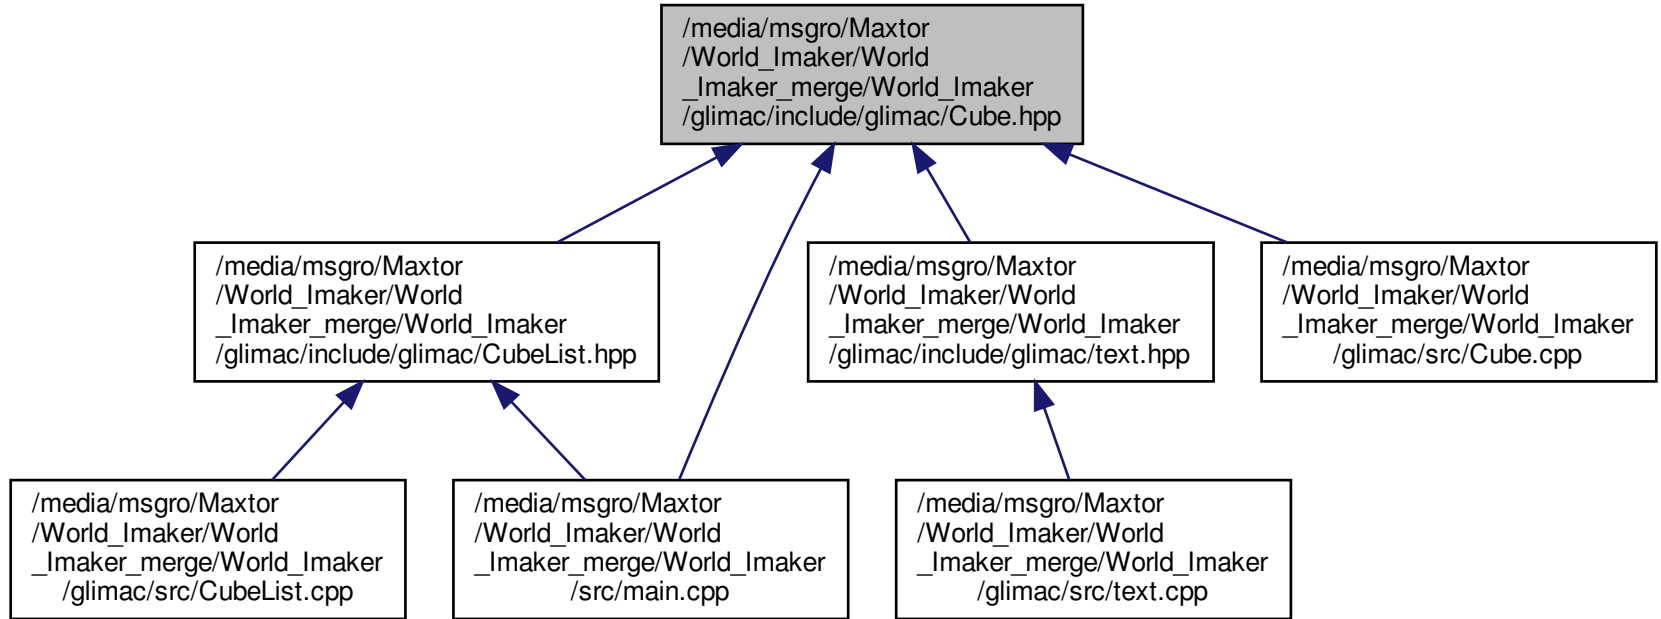 /media/msgro/Maxtor
/World_Imaker/World
_Imaker_merge/World_Imaker
/glimac/include/glimac/Cube.hpp
/media/msgro/Maxtor
/World_Imaker/World
_Imaker_merge/World_Imaker
/glimac/include/glimac/CubeList.hpp
/media/msgro/Maxtor
/World_Imaker/World
_Imaker_merge/World_Imaker
/glimac/include/glimac/text.hpp
/media/msgro/Maxtor
/World_Imaker/World
_Imaker_merge/World_Imaker
/glimac/src/Cube.cpp
/media/msgro/Maxtor
/World_Imaker/World
_Imaker_merge/World_Imaker
/glimac/src/CubeList.cpp
/media/msgro/Maxtor
/World_Imaker/World
_Imaker_merge/World_Imaker
/src/main.cpp
/media/msgro/Maxtor
/World_Imaker/World
_Imaker_merge/World_Imaker
/glimac/src/text.cpp